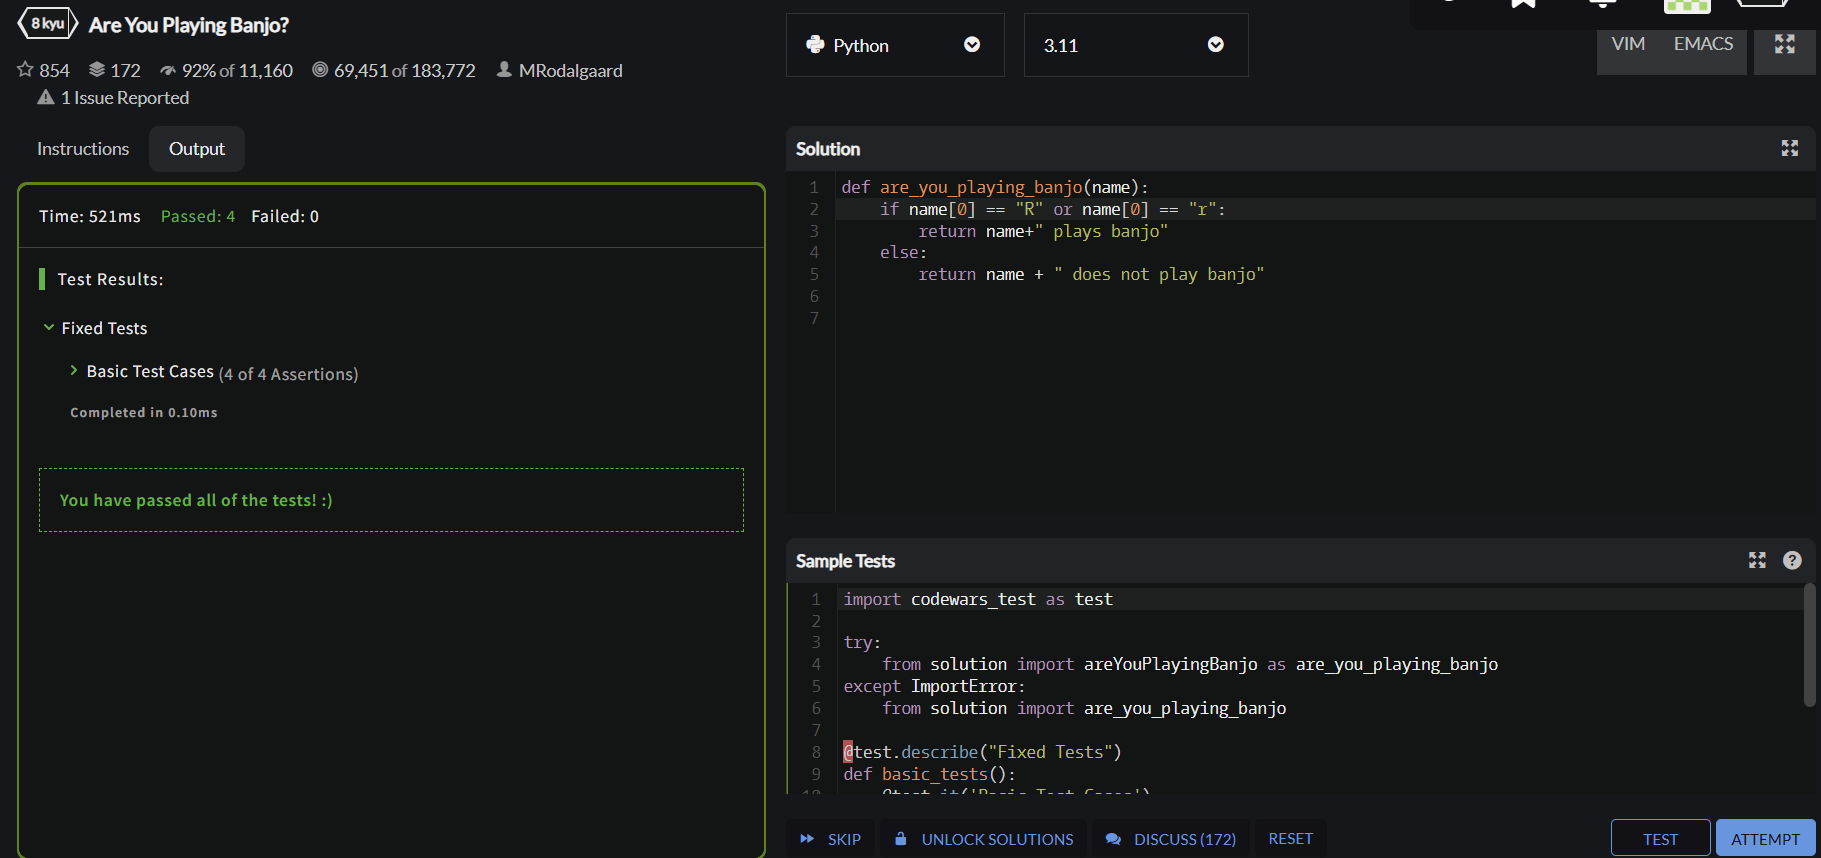 8 kyu Are You Playing Banjo?
854 172 92% of 11,160 69,451 of 183,772 MRodalgaard
1 Issue Reported
Instructions Output
Time: 521ms Passed: 4 Failed: 0
Test Results:
Fixed Tests
Basic Test Cases (4 of 4 Assertions)
Completed in 0.10ms
You have passed all of the tests! :)
Python 3.11 VIM EMACS
Solution
1 def are_you_playing_banjo(name):
2 if name[0] == "R" or name[0] == "r":
3 return name+" plays banjo"
4 else:
5 return name + " does not play banjo"
6
7
Sample Tests
1 import codewars_test as test
2
3 try:
4 from solution import areYouPlayingBanjo as are_you_playing_banjo
5 except ImportError:
6 from solution import are_you_playing_banjo
7
8 @test.describe("Fixed Tests")
9 def basic_tests():
10 @test.it('Basic Test Cases')
SKIP UNLOCK SOLUTIONS DISCUSS (172) RESET TEST ATTEMPT